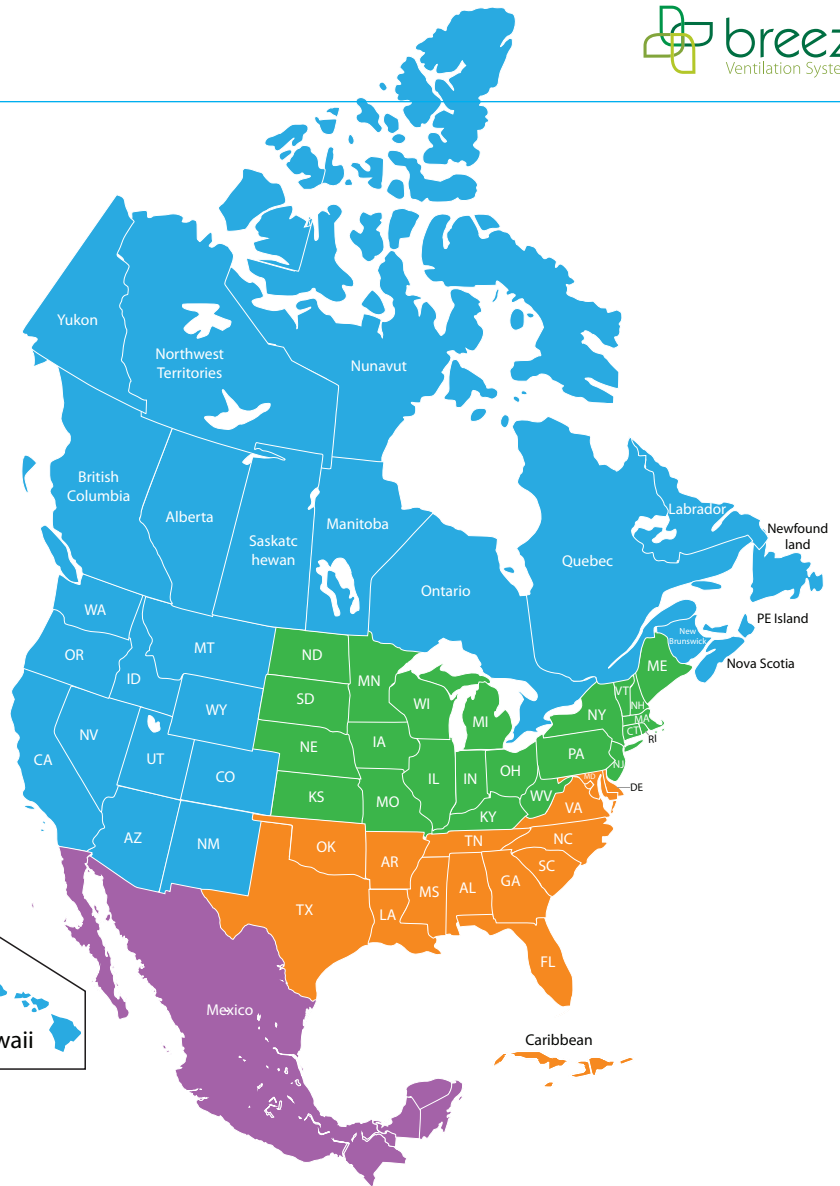 breez
Ventilation Syste
Yukon
Northwest
Territories
Nunavut
British
Columbia
Alberta
Saskatc
hewan
Manitoba
Ontario
Quebec
Labrador
Newfound
land
PE Island
New
Brunswick
Nova Scotia
WA
OR
ID
MT
WY
CA
NV
UT
CO
AZ
NM
ND
SD
NE
KS
MN
IA
MO
WI
IL
MI
IN
OH
KY
WV
PA
NY
VT
NH
ME
MA
CT
RI
NJ
MD
DE
VA
NC
SC
TN
GA
AL
MS
AR
LA
OK
TX
FL
Mexico
waii
Caribbean